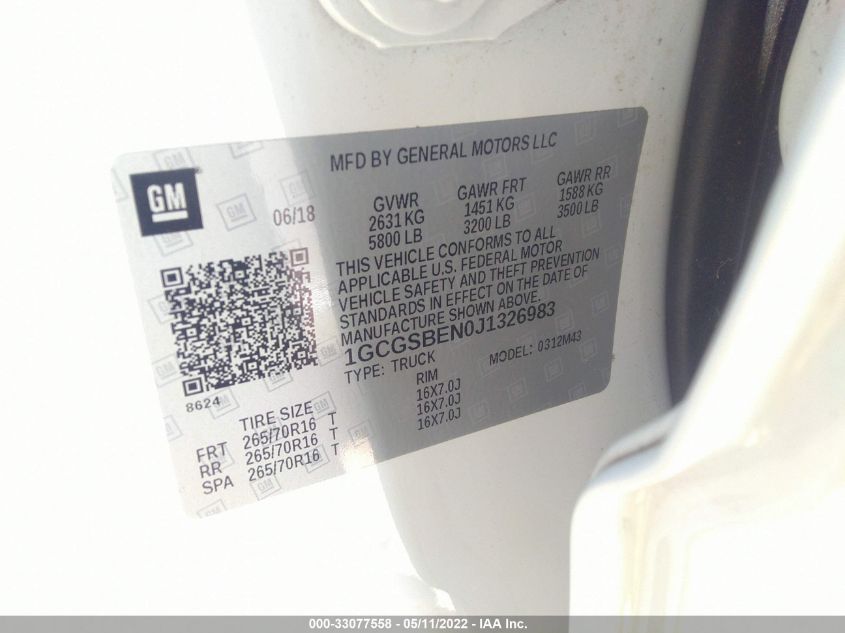 MFD BY GENERAL MOTORS LLC
GM
06/18
GVWR GAWR FRT GAWR RR
2631 KG 1451 KG 1588 KG
5800 LB 3200 LB 3500 LB
THIS VEHICLE CONFORMS TO ALL
APPLICABLE U.S. FEDERAL MOTOR
VEHICLE SAFETY AND THEFT PREVENTION
STANDARDS IN EFFECT ON THE DATE OF
MANUFACTURE SHOWN ABOVE.
1GCGSBEN0J1326983
TYPE: TRUCK MODEL: 0312M43
8624
TIRE SIZE RIM
FRT 265/70R16 T 16X7.0J
RR 265/70R16 T 16X7.0J
SPA 265/70R16 T 16X7.0J
000-33077558 - 05/11/2022 - IAA Inc.